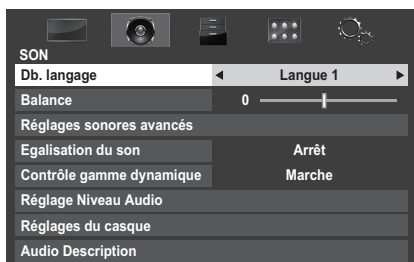 SON
Db. langage Langue 1
Balance 0
Réglages sonores avancés
Egalisation du son Arrêt
Contrôle gamme dynamique Marche
Réglage Niveau Audio
Réglages du casque
Audio Description